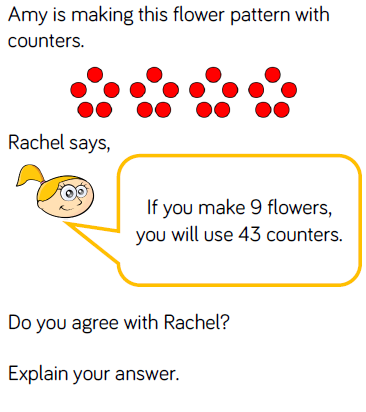 Amy is making this flower pattern with
counters.
Rachel says,
If you make 9 flowers,
you will use 43 counters.
Do you agree with Rachel?
Explain your answer.